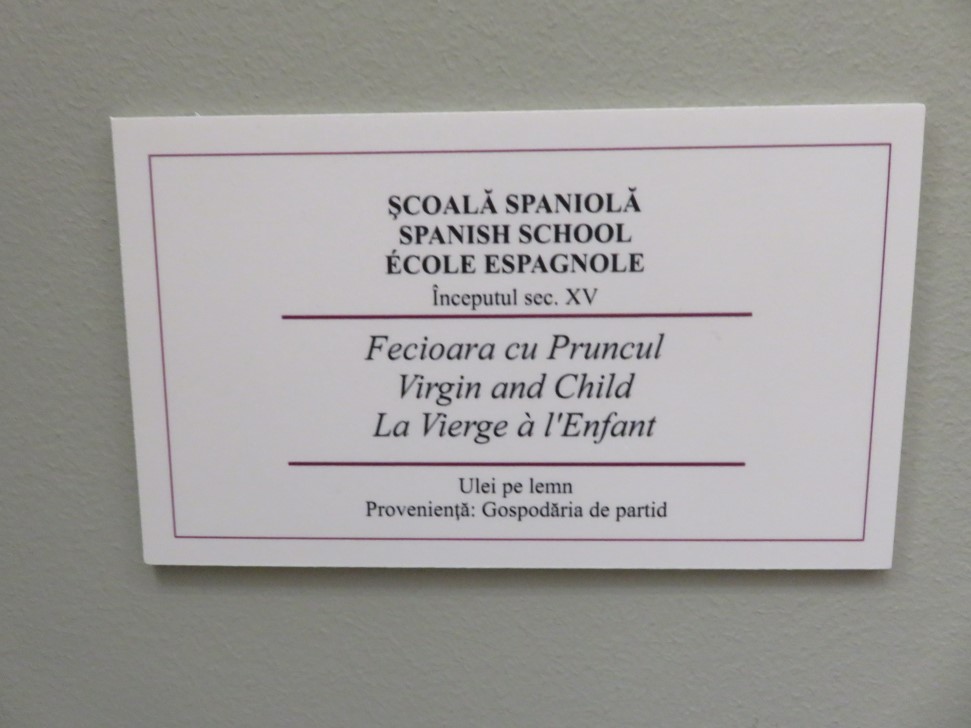 ŞCOALĂ SPANIOLĂ
SPANISH SCHOOL
ÉCOLE ESPAGNOLE
Începutul sec. XV
Fecioara cu Pruncul
Virgin and Child
La Vierge à l'Enfant
Ulei pe lemn
Provenienţă: Gospodăria de partid